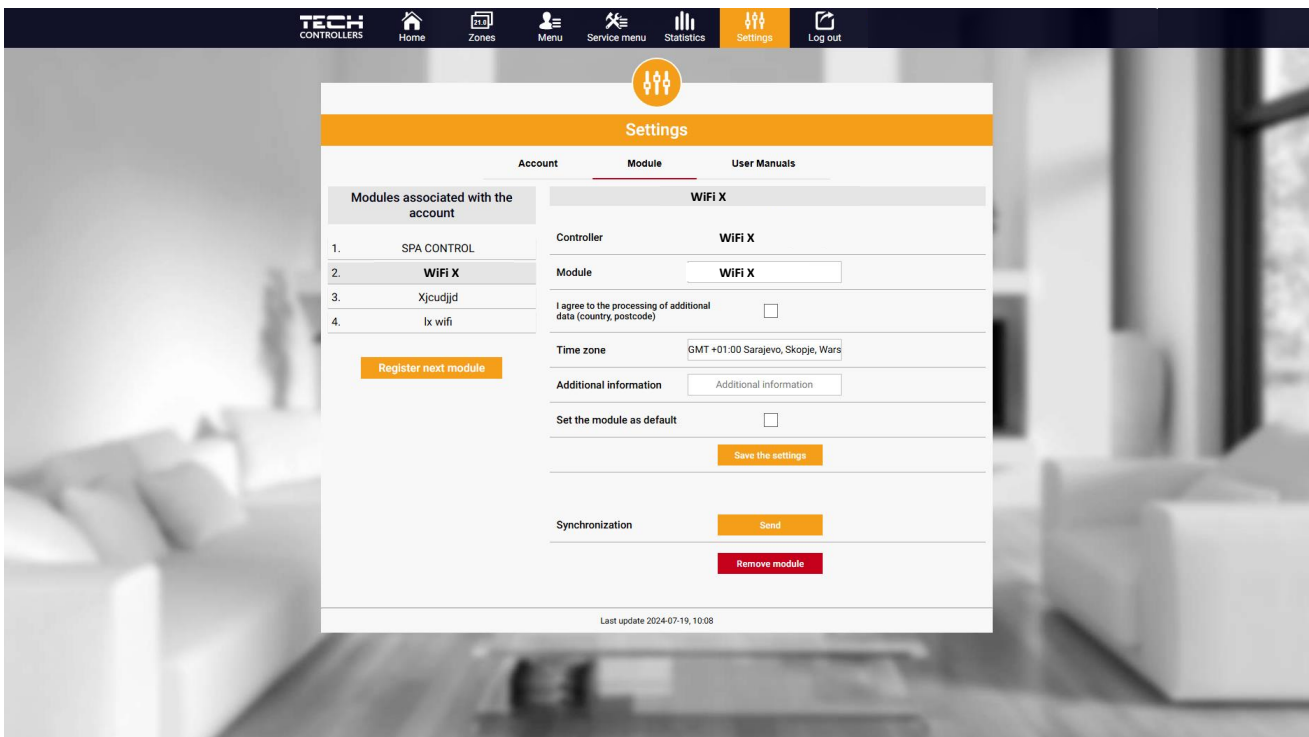 TECH
CONTROLLERS
Home
21.0
Zones
Menu
Service menu
Statistics
Settings
Log out
Settings
Account
Module
User Manuals
Modules associated with the
account
1. SPA CONTROL
2. WiFi X
3. Xjcudjjd
4. lx wifi
Register next module
WiFi X
Controller WiFi X
Module WiFi X
I agree to the processing of additional
data (country, postcode)
Time zone GMT +01:00 Sarajevo, Skopje, Wars
Additional information Additional information
Set the module as default
Save the settings
Synchronization Send
Remove module
Last update 2024-07-19, 10:08